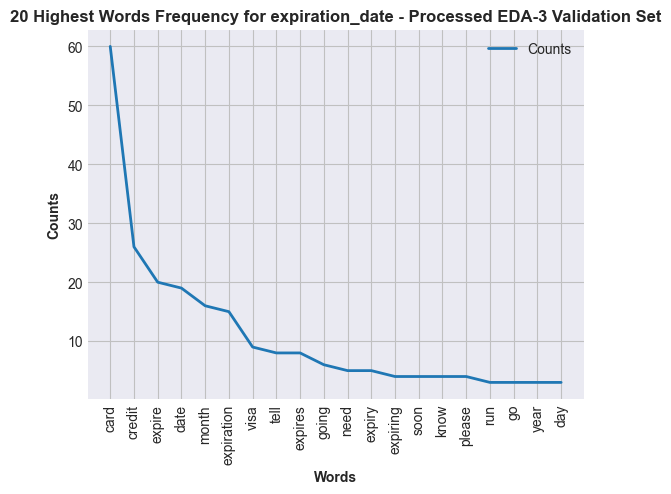 20 Highest Words Frequency for expiration_date - Processed EDA-3 Validation Set
Counts
60
50
40
30
20
10
Counts
card
credit
expire
date
month
expiration
visa
tell
expires
going
need
expiry
expiring
soon
know
please
run
go
year
day
Words